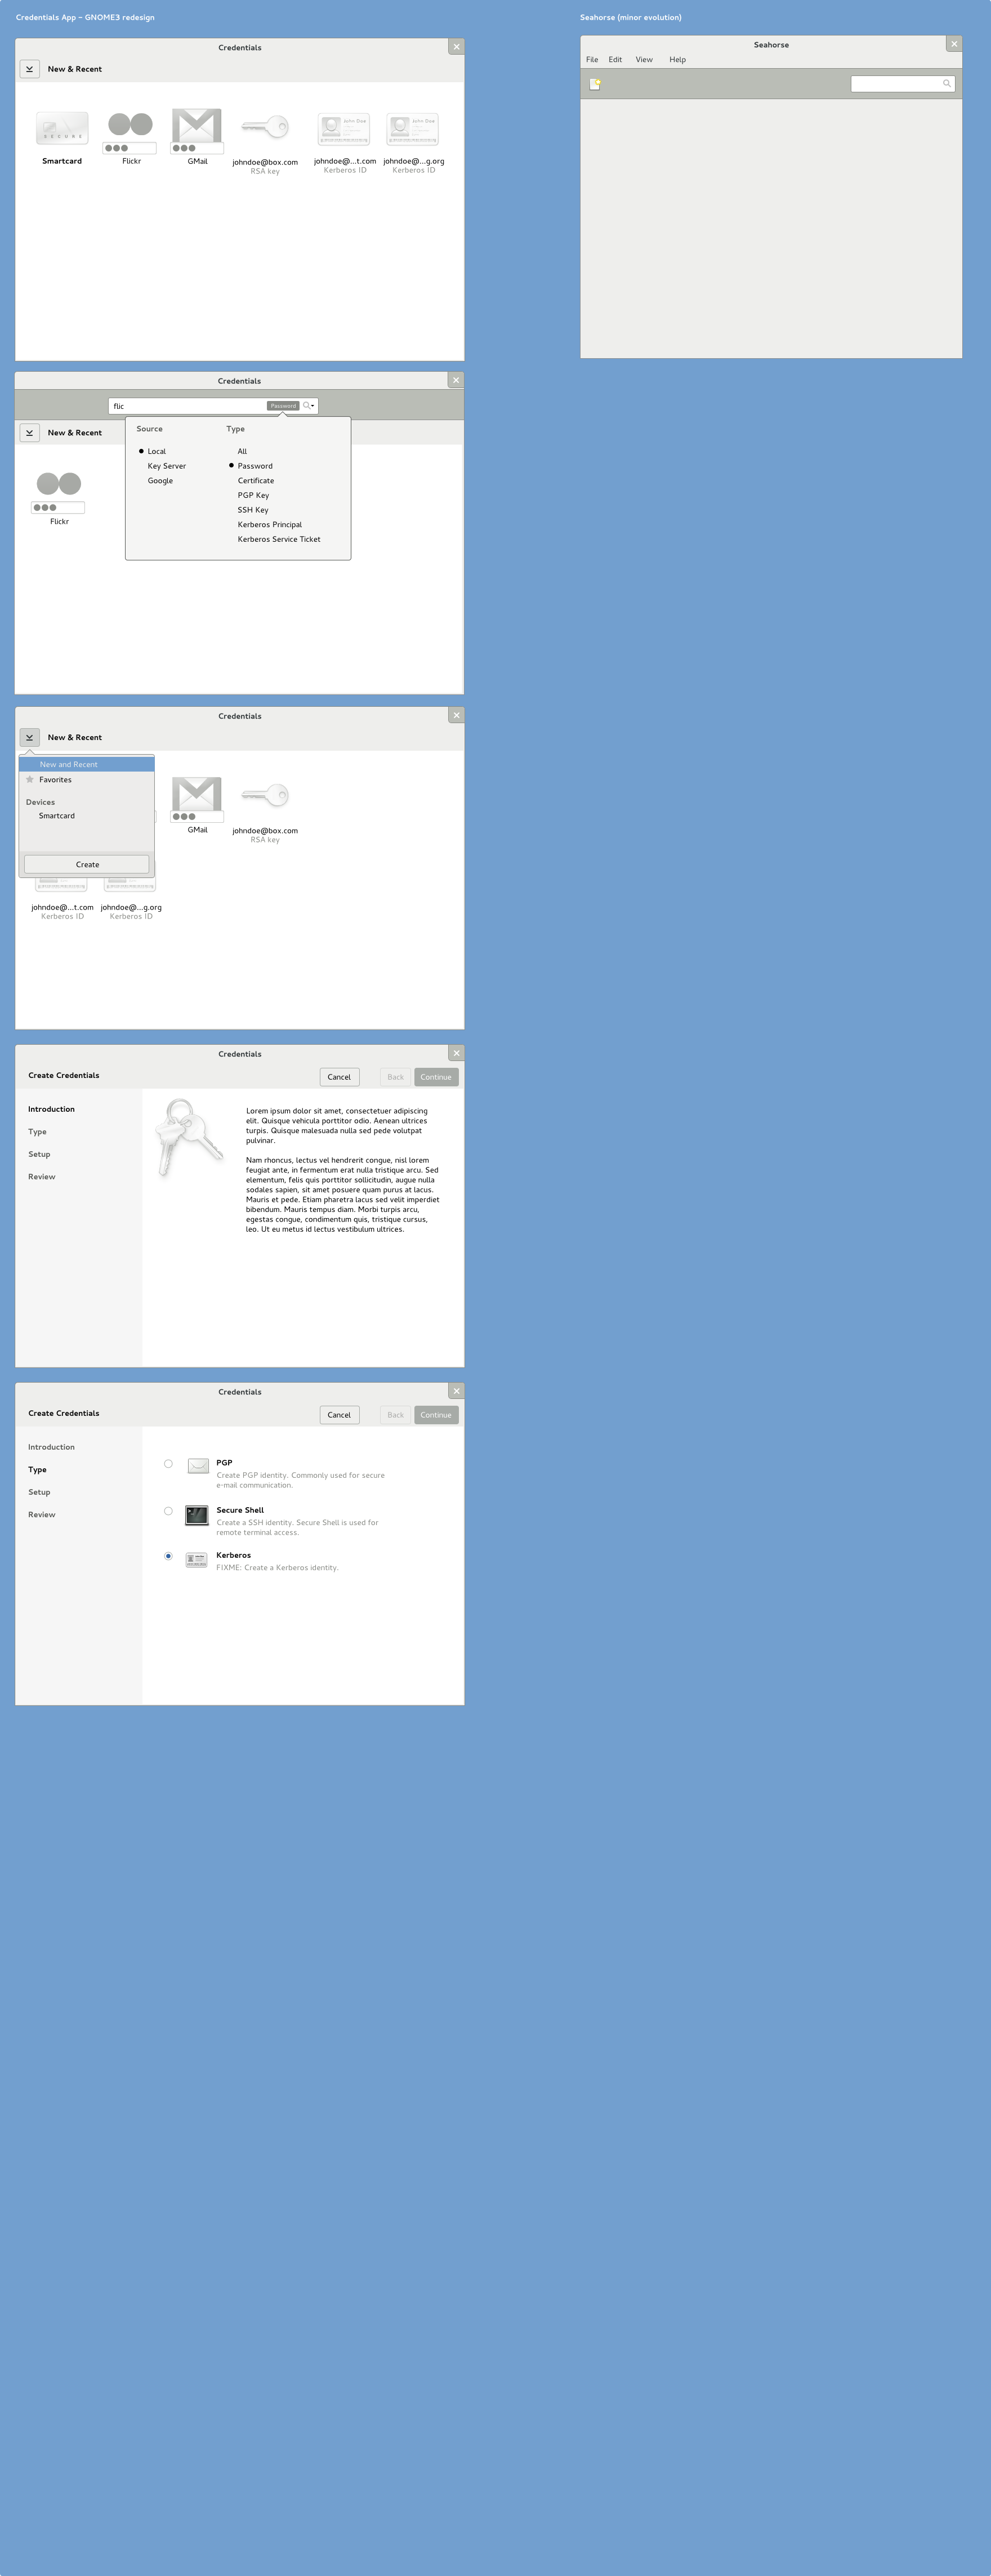 Credentials App – GNOME3 redesign
Credentials
New & Recent
SECURE
John Doe
John Doe
Smartcard
Flickr
GMail
johndoe@box.com
RSA key
johndoe@...t.com
Kerberos ID
johndoe@...g.org
Kerberos ID
Credentials
flic
Password
New & Recent
Source
Local
Key Server
Google
Type
All
Password
Certificate
PGP Key
SSH Key
Kerberos Principal
Kerberos Service Ticket
Flickr
Credentials
New & Recent
New and Recent
Favorites
Devices
Smartcard
Create
GMail
johndoe@box.com
RSA key
johndoe@...t.com
Kerberos ID
johndoe@...g.org
Kerberos ID
Credentials
Create Credentials
Cancel
Back
Continue
Introduction
Type
Setup
Review
Lorem ipsum dolor sit amet, consectetuer adipiscing
elit. Quisque vehicula porttitor odio. Aenean ultrices
turpis. Quisque malesuada nulla sed pede volutpat
pulvinar.
Nam rhoncus, lectus vel hendrerit congue, nisl lorem
feugiat ante, in fermentum erat nulla tristique arcu. Sed
elementum, felis quis porttitor sollicitudin, augue nulla
sodales sapien, sit amet posuere quam purus at lacus.
Mauris et pede. Etiam pharetra lacus sed velit imperdiet
bibendum. Mauris tempus diam. Morbi turpis arcu,
egestas congue, condimentum quis, tristique cursus,
leo. Ut eu metus id lectus vestibulum ultrices.
Credentials
Create Credentials
Cancel
Back
Continue
Introduction
Type
Setup
Review
PGP
Create PGP identity. Commonly used for secure
e-mail communication.
Secure Shell
Create a SSH identity. Secure Shell is used for
remote terminal access.
Kerberos
FIXME: Create a Kerberos identity.
Seahorse (minor evolution)
Seahorse
File
Edit
View
Help